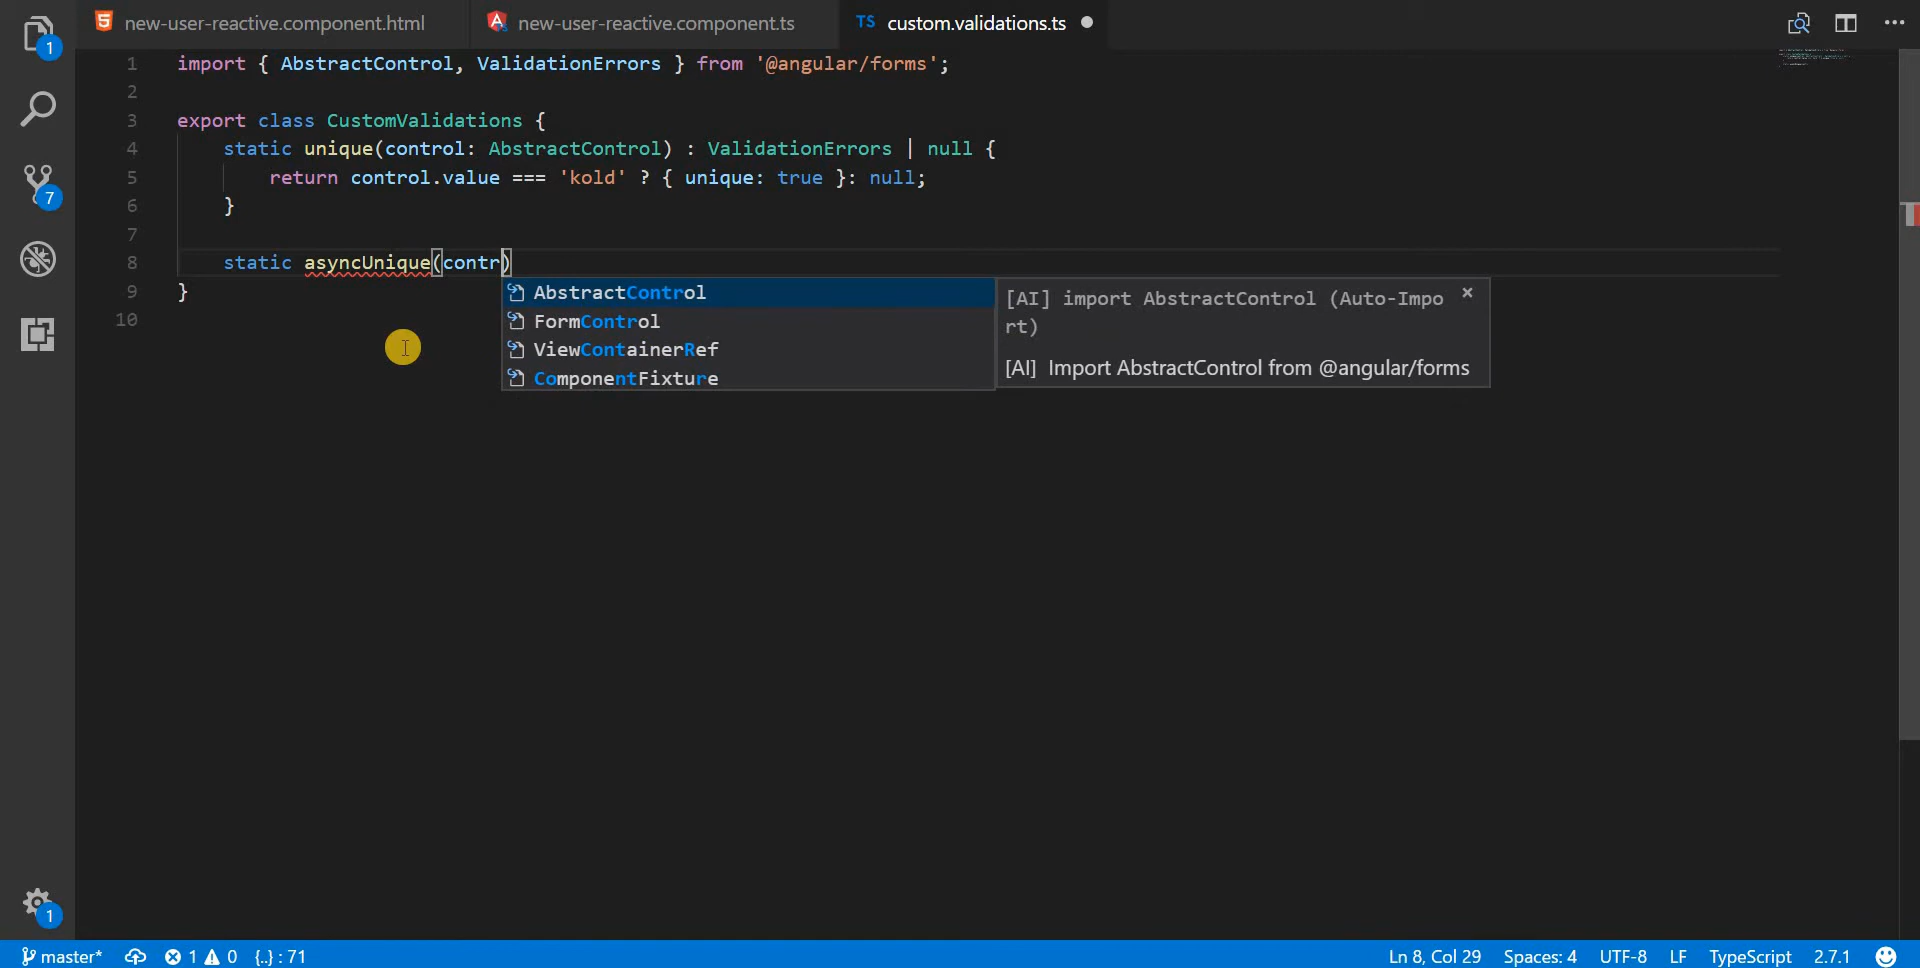 1
7
1
new-user-reactive.component.html
new-user-reactive.component.ts
TS custom.validations.ts
1 import { AbstractControl, ValidationErrors } from '@angular/forms';
2
3 export class CustomValidations {
4 static unique(control: AbstractControl) : ValidationErrors | null {
5 return control.value === 'kold' ? { unique: true }: null;
6 }
7
8 static asyncUnique(contr)
9 }
10
AbstractControl
FormControl
ViewContainerRef
ComponentFixture
[AI] import AbstractControl (Auto-Impo
rt)
[AI] Import AbstractControl from @angular/forms
master* 1 0 {..} : 71 Ln 8, Col 29 Spaces: 4 UTF-8 LF TypeScript 2.7.1